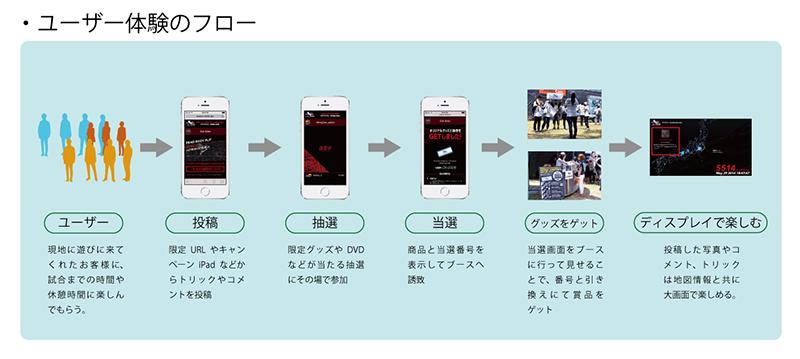 ・ユーザー体験のフロー
GETしました!
5514
ユーザー
投稿
抽選
当選
グッズをゲット
ディスプレイで楽しむ
現地に遊びに来て
くれたお客様に、
試合までの時間や
休憩時間に楽しん
でもらう。
限定 URL やキャン
ペーン iPad などか
らトリックやコメ
ントを投稿
限定グッズや DVD
などが当たる抽選
にその場で参加
商品と当選番号を
表示してブースへ
誘致
当選画面をブース
に行って見せるこ
とで、番号と引き
換えにて賞品を
ゲット
投稿した写真やコ
メント、トリック
は地図情報と共に
大画面で楽しめる。